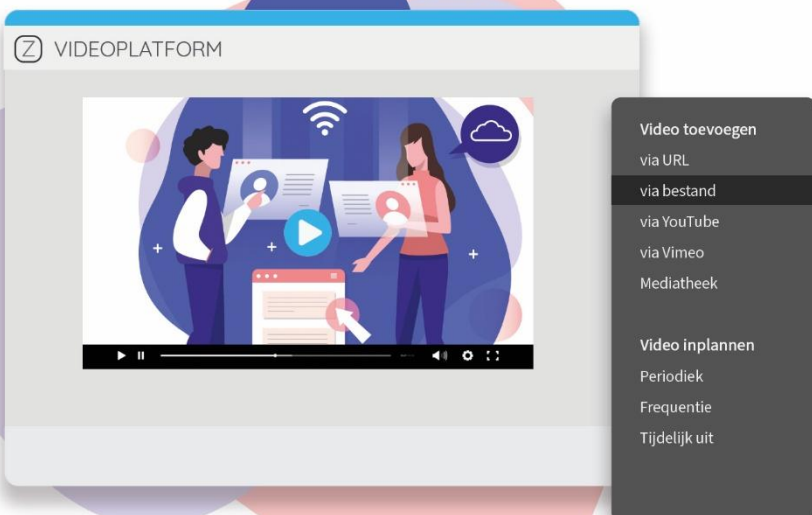 Z VIDEOPLATFORM
Video toevoegen
via URL
via bestand
via YouTube
via Vimeo
Mediatheek
Video inplannen
Periodiek
Frequentie
Tijdelijk uit